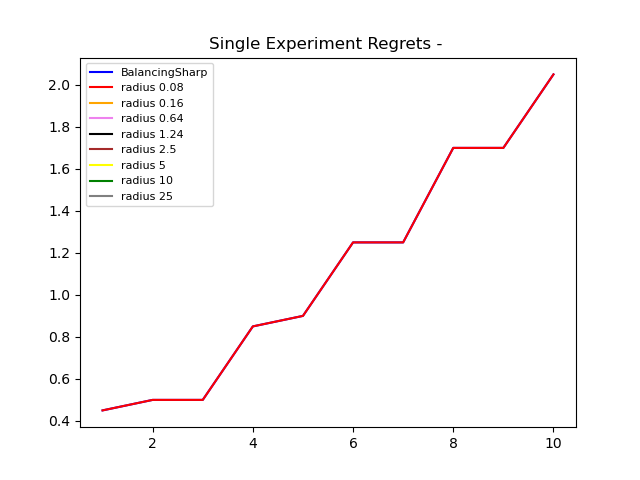 Single Experiment Regrets -
BalancingSharp
radius 0.08
radius 0.16
radius 0.64
radius 1.24
radius 2.5
radius 5
radius 10
radius 25
2.0
1.8
1.6
1.4
1.2
1.0
0.8
0.6
0.4
2 4 6 8 10